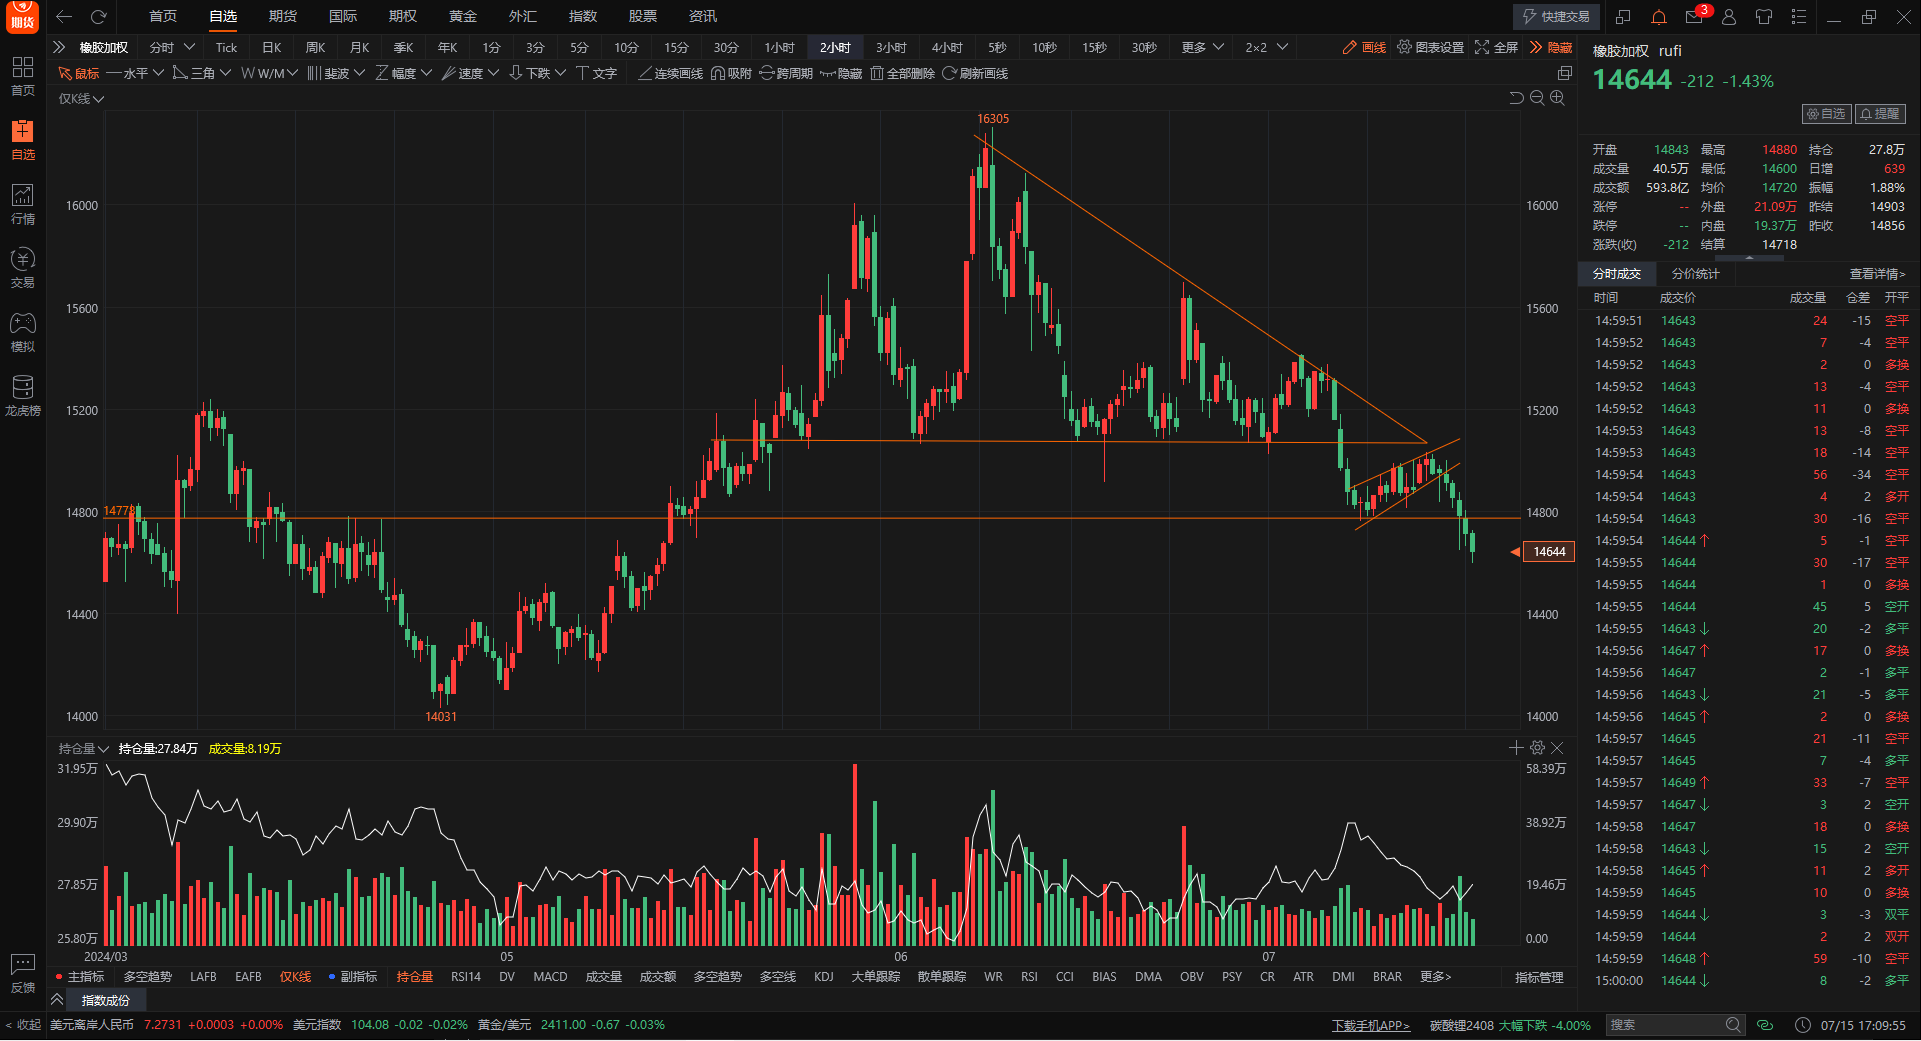 期货 首页 自选 期货 国际 期权 黄金 外汇 指数 股票 资讯 快捷交易 3
橡胶加权 分时 Tick 日K 周K 月K 季K 年K 1分 3分 5分 10分 15分 30分 1小时 2小时 3小时 4小时 5秒 10秒 15秒 30秒 更多 2×2 画线 图表设置 全屏 隐藏
鼠标 水平 三角 W/M 斐波 幅度 速度 下跌 文字 连续画线 吸附 跨周期 隐藏 全部删除 刷新画线
仅K线
首页
自选
行情
交易
模拟
龙虎榜
反馈
< 收起
16305
16000 16000
15600 15600
15200 15200
14773
14800 14800
14644
14400 14400
14031
14000 14000
持仓量 持仓量:27.84万 成交量:8.19万
31.95万 58.39万
29.90万 38.92万
27.85万 19.46万
25.80万 0.00
2024/03 05 06 07
主指标 多空趋势 LAFB EAFB 仅K线 副指标 持仓量 RSI14 DV MACD 成交量 成交额 多空趋势 多空线 KDJ 大单跟踪 散单跟踪 WR RSI CCI BIAS DMA OBV PSY CR ATR DMI BRAR 更多> 指标管理
指数成份
橡胶加权 rufi
14644 -212 -1.43%
自选 提醒
开盘 14843 最高 14880 持仓 27.8万
成交量 40.5万 最低 14600 日增 639
成交额 593.8亿 均价 14720 振幅 1.88%
涨停 -- 外盘 21.09万 昨结 14903
跌停 -- 内盘 19.37万 昨收 14856
涨跌(收) -212 结算 14718
分时成交 分价统计 查看详情>
时间 成交价 成交量 仓差 开平
14:59:51 14643 24 -15 空平
14:59:52 14643 7 -4 空平
14:59:52 14643 2 0 多换
14:59:52 14643 13 -4 空平
14:59:52 14643 11 0 多换
14:59:53 14643 13 -8 空平
14:59:53 14643 18 -14 空平
14:59:54 14643 56 -34 空平
14:59:54 14643 4 2 多开
14:59:54 14643 30 -16 空平
14:59:54 14644↑ 5 -1 空平
14:59:55 14644 30 -17 空平
14:59:55 14644 1 0 多换
14:59:55 14644 45 5 空开
14:59:55 14643↓ 20 -2 多平
14:59:56 14647↑ 17 0 多换
14:59:56 14647 2 -1 多平
14:59:56 14643↓ 21 -5 多平
14:59:56 14645↑ 2 0 多换
14:59:57 14645 21 -11 空平
14:59:57 14645 7 -4 多平
14:59:57 14649↑ 33 -7 空平
14:59:57 14647↓ 3 2 空开
14:59:58 14647 18 0 多换
14:59:58 14643↓ 15 2 空开
14:59:58 14645↑ 11 2 多开
14:59:59 14645 10 0 多换
14:59:59 14644↓ 3 -3 双平
14:59:59 14644 2 2 双开
14:59:59 14648↑ 59 -10 空平
15:00:00 14644↓ 8 -2 多平
美元离岸人民币 7.2731 +0.0003 +0.00% 美元指数 104.08 -0.02 -0.02% 黄金/美元 2411.00 -0.67 -0.03% 下载手机APP> 碳酸锂2408 大幅下跌 -4.00% 搜索 07/15 17:09:55